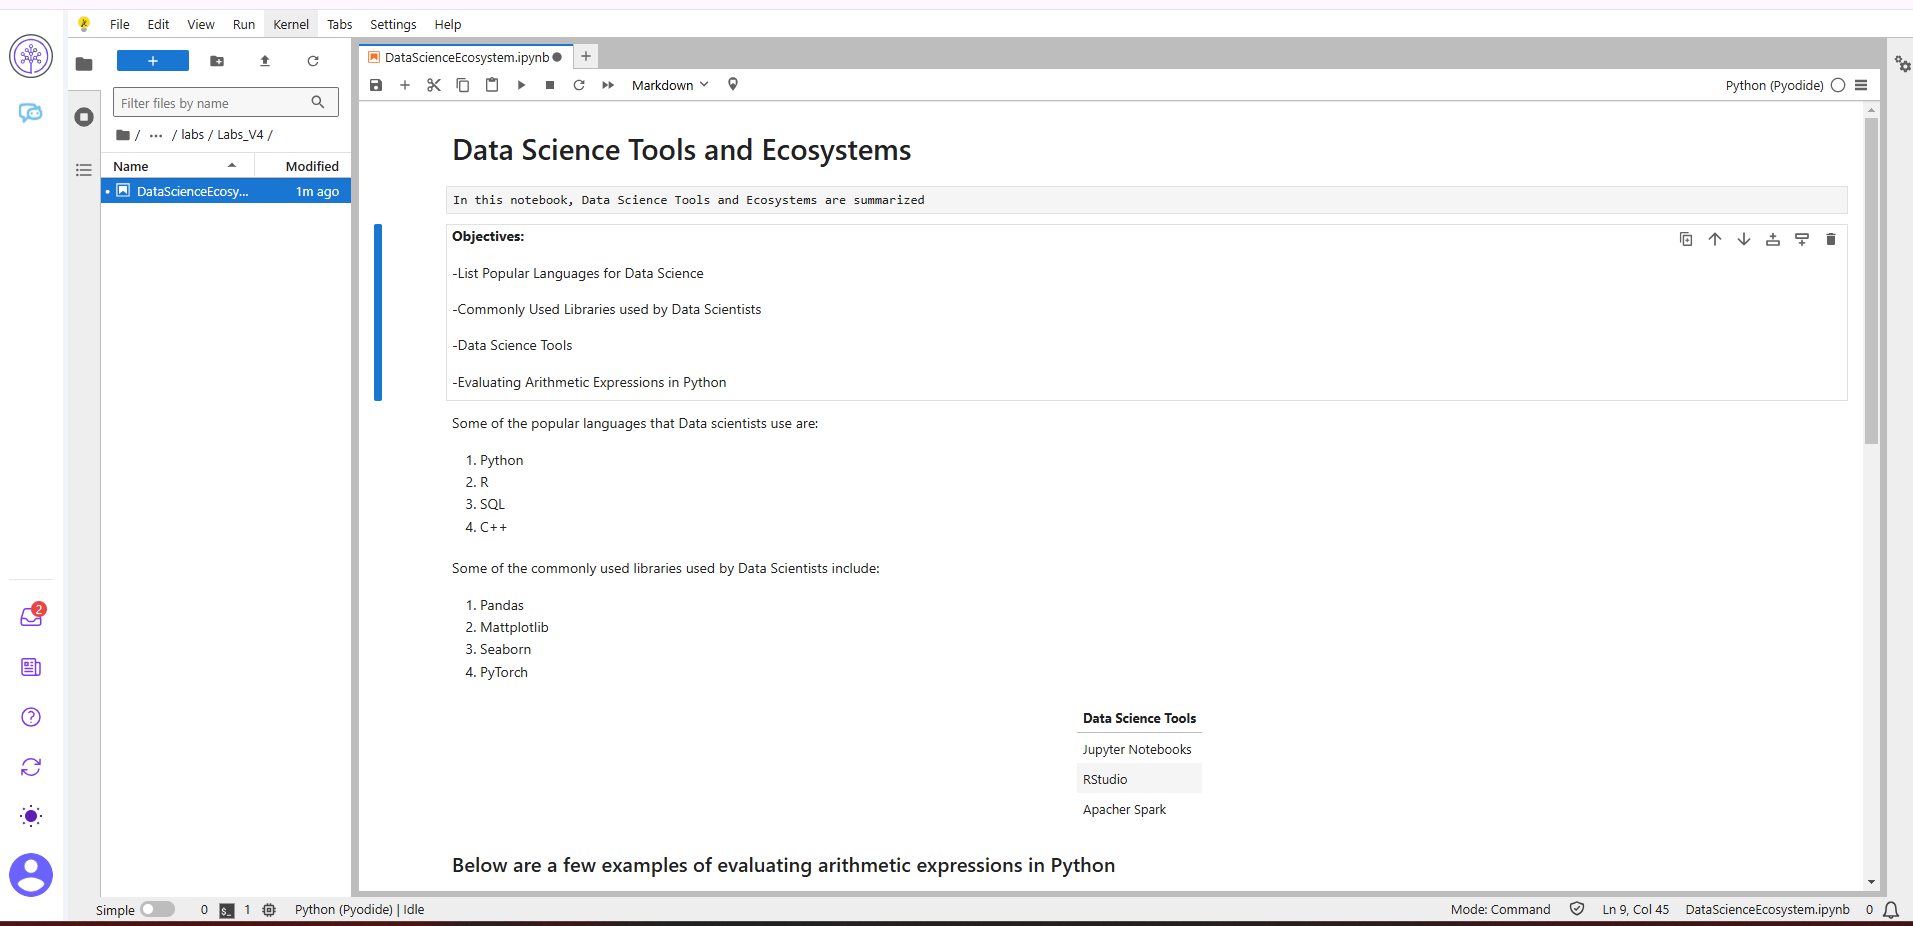 File Edit View Run Kernel Tabs Settings Help
+
Filter files by name
/ ··· / labs / Labs_V4 /
Name Modified
DataScienceEcosy... 1m ago
DataScienceEcosystem.ipynb
+
Markdown
Python (Pyodide)
Data Science Tools and Ecosystems
In this notebook, Data Science Tools and Ecosystems are summarized
Objectives:
-List Popular Languages for Data Science
-Commonly Used Libraries used by Data Scientists
-Data Science Tools
-Evaluating Arithmetic Expressions in Python
Some of the popular languages that Data scientists use are:
1. Python
2. R
3. SQL
4. C++
Some of the commonly used libraries used by Data Scientists include:
1. Pandas
2. Mattplotlib
3. Seaborn
4. PyTorch
Data Science Tools
Jupyter Notebooks
RStudio
Apacher Spark
Below are a few examples of evaluating arithmetic expressions in Python
2
Simple 0 $_ 1 Python (Pyodide) | Idle Mode: Command Ln 9, Col 45 DataScienceEcosystem.ipynb 0